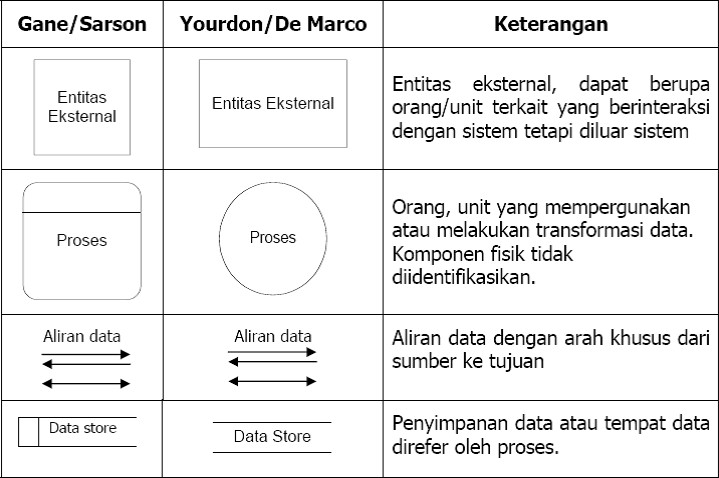 Gane/Sarson
Yourdon/De Marco
Keterangan
Entitas
Eksternal
Entitas Eksternal
Entitas eksternal, dapat berupa
orang/unit terkait yang berinteraksi
dengan sistem tetapi diluar sistem
Proses
Proses
Orang, unit yang mempergunakan
atau melakukan transformasi data.
Komponen fisik tidak
diidentifikasikan.
Aliran data
Aliran data
Aliran data dengan arah khusus dari
sumber ke tujuan
Data store
Data Store
Penyimpanan data atau tempat data
direfer oleh proses.